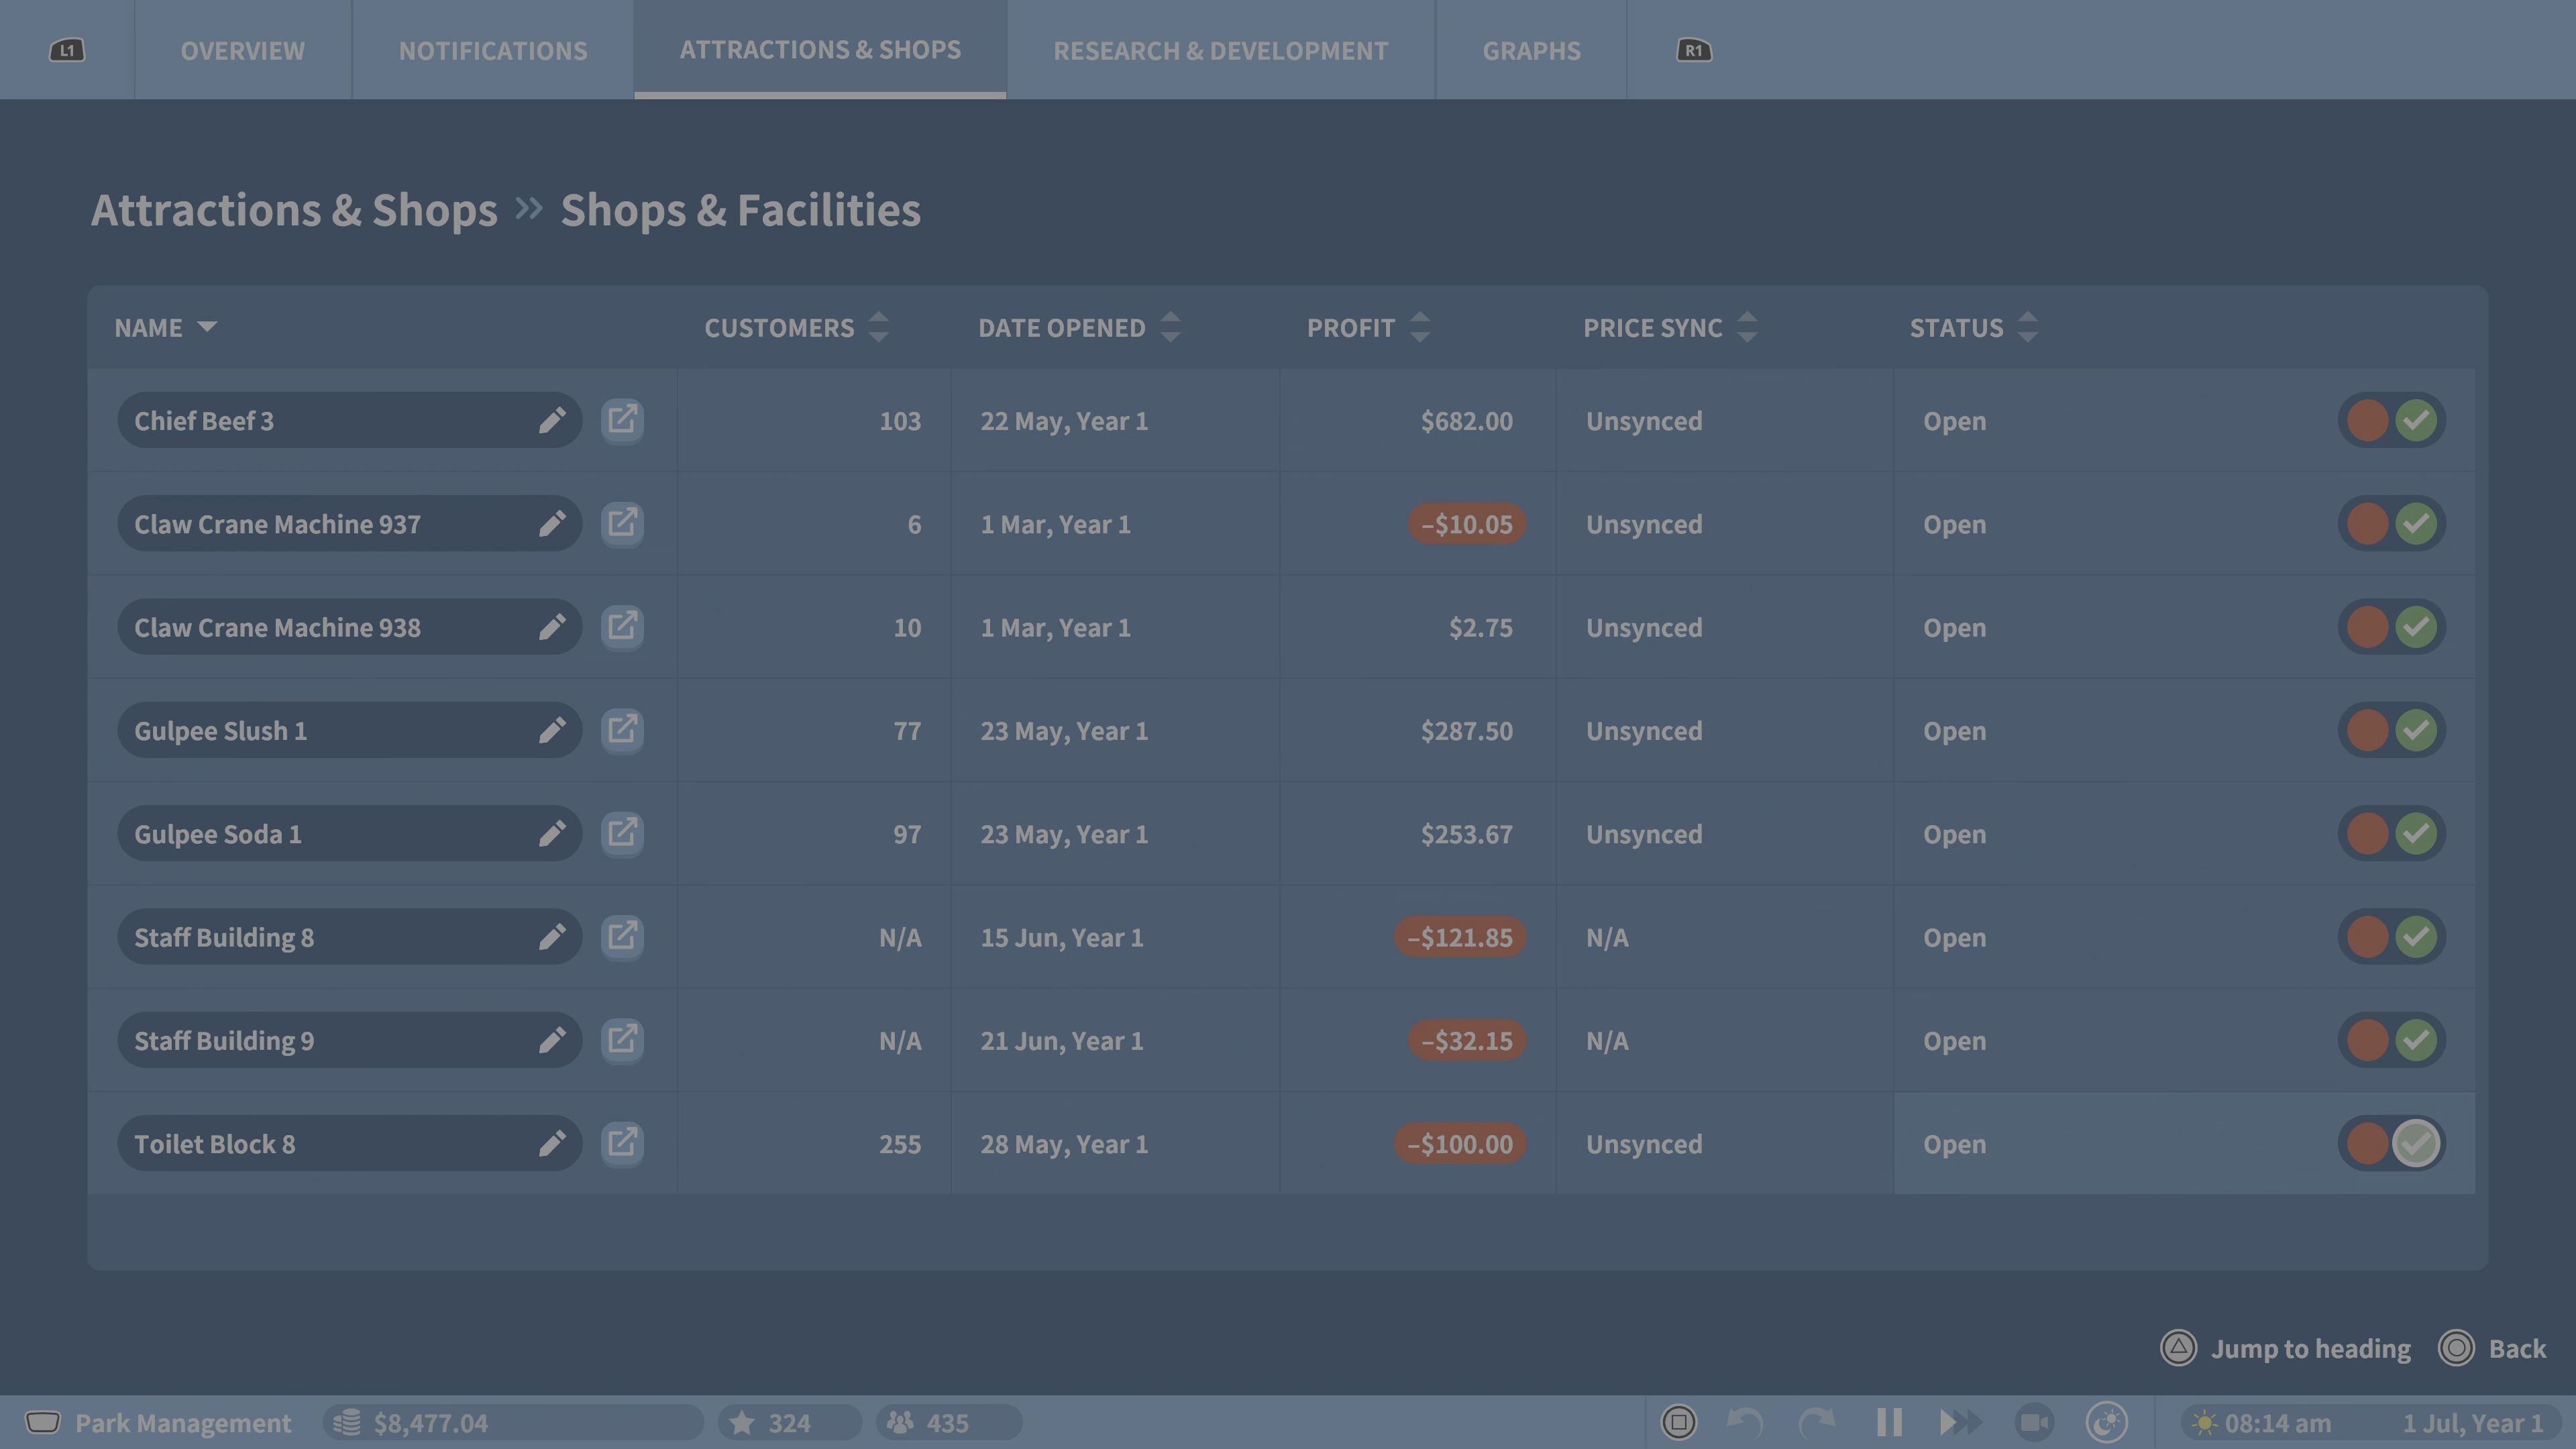 L1 OVERVIEW NOTIFICATIONS ATTRACTIONS & SHOPS RESEARCH & DEVELOPMENT GRAPHS R1
Attractions & Shops » Shops & Facilities
NAME CUSTOMERS DATE OPENED PROFIT PRICE SYNC STATUS
Chief Beef 3 103 22 May, Year 1 $682.00 Unsynced Open
Claw Crane Machine 937 6 1 Mar, Year 1 –$10.05 Unsynced Open
Claw Crane Machine 938 10 1 Mar, Year 1 $2.75 Unsynced Open
Gulpee Slush 1 77 23 May, Year 1 $287.50 Unsynced Open
Gulpee Soda 1 97 23 May, Year 1 $253.67 Unsynced Open
Staff Building 8 N/A 15 Jun, Year 1 –$121.85 N/A Open
Staff Building 9 N/A 21 Jun, Year 1 –$32.15 N/A Open
Toilet Block 8 255 28 May, Year 1 –$100.00 Unsynced Open
Jump to heading Back
Park Management $8,477.04 324 435 08:14 am 1 Jul, Year 1